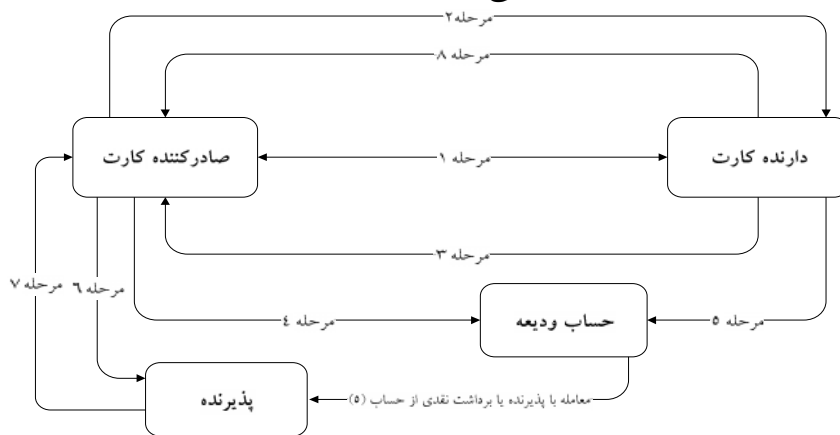 مرحله ۲
مرحله ۸
صادرکننده کارت
مرحله ۱
دارنده کارت
مرحله ۳
مرحله ۷
مرحله ۶
مرحله ٤
حساب ودیعه
مرحله ۵
پذیرنده
معامله با پذیرنده یا برداشت نقدی از حساب (۵)